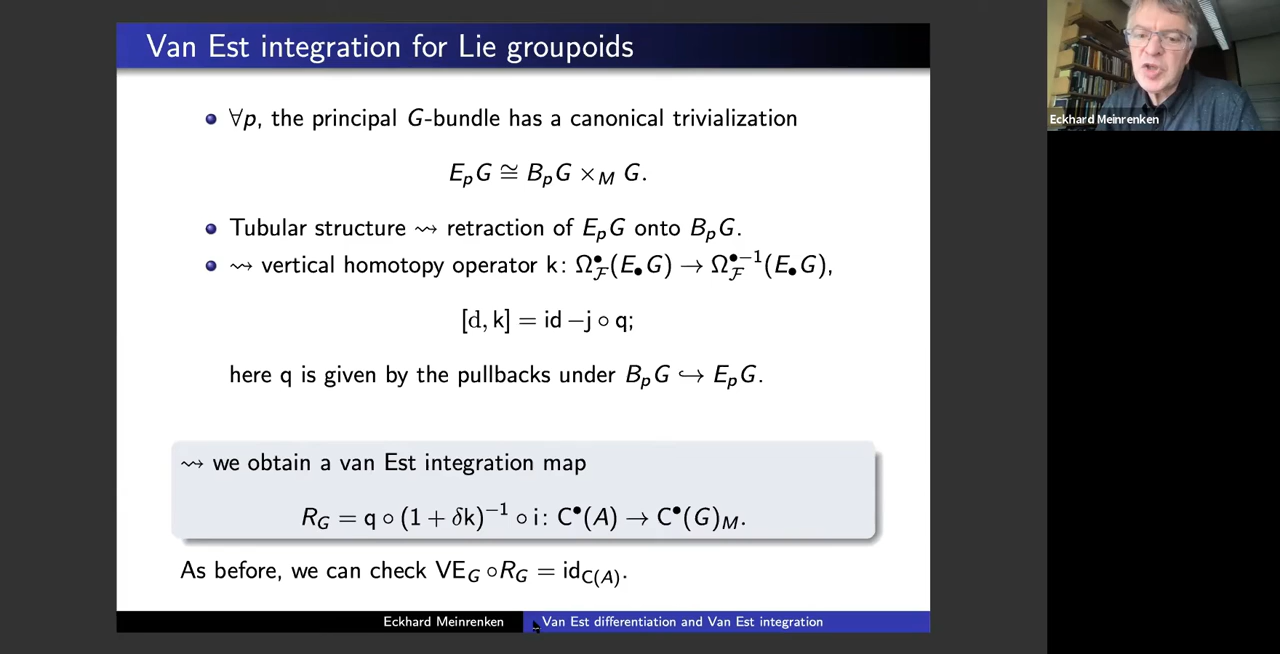 Van Est integration for Lie groupoids
∀p, the principal G-bundle has a canonical trivialization
E_pG ≅ B_pG ×_M G.
Tubular structure ⇝ retraction of E_pG onto B_pG.
⇝ vertical homotopy operator k: Ω^•_ℱ(E_•G) → Ω^{•−1}_ℱ(E_•G),
[d, k] = id −j ∘ q;
here q is given by the pullbacks under B_pG ↪ E_pG.
⇝ we obtain a van Est integration map
R_G = q ∘ (1 + δk)^{−1} ∘ i: C^•(A) → C^•(G)_M.
As before, we can check VE_G ∘R_G = id_{C(A)}.
Eckhard Meinrenken
Van Est differentiation and Van Est integration
Eckhard Meinrenken